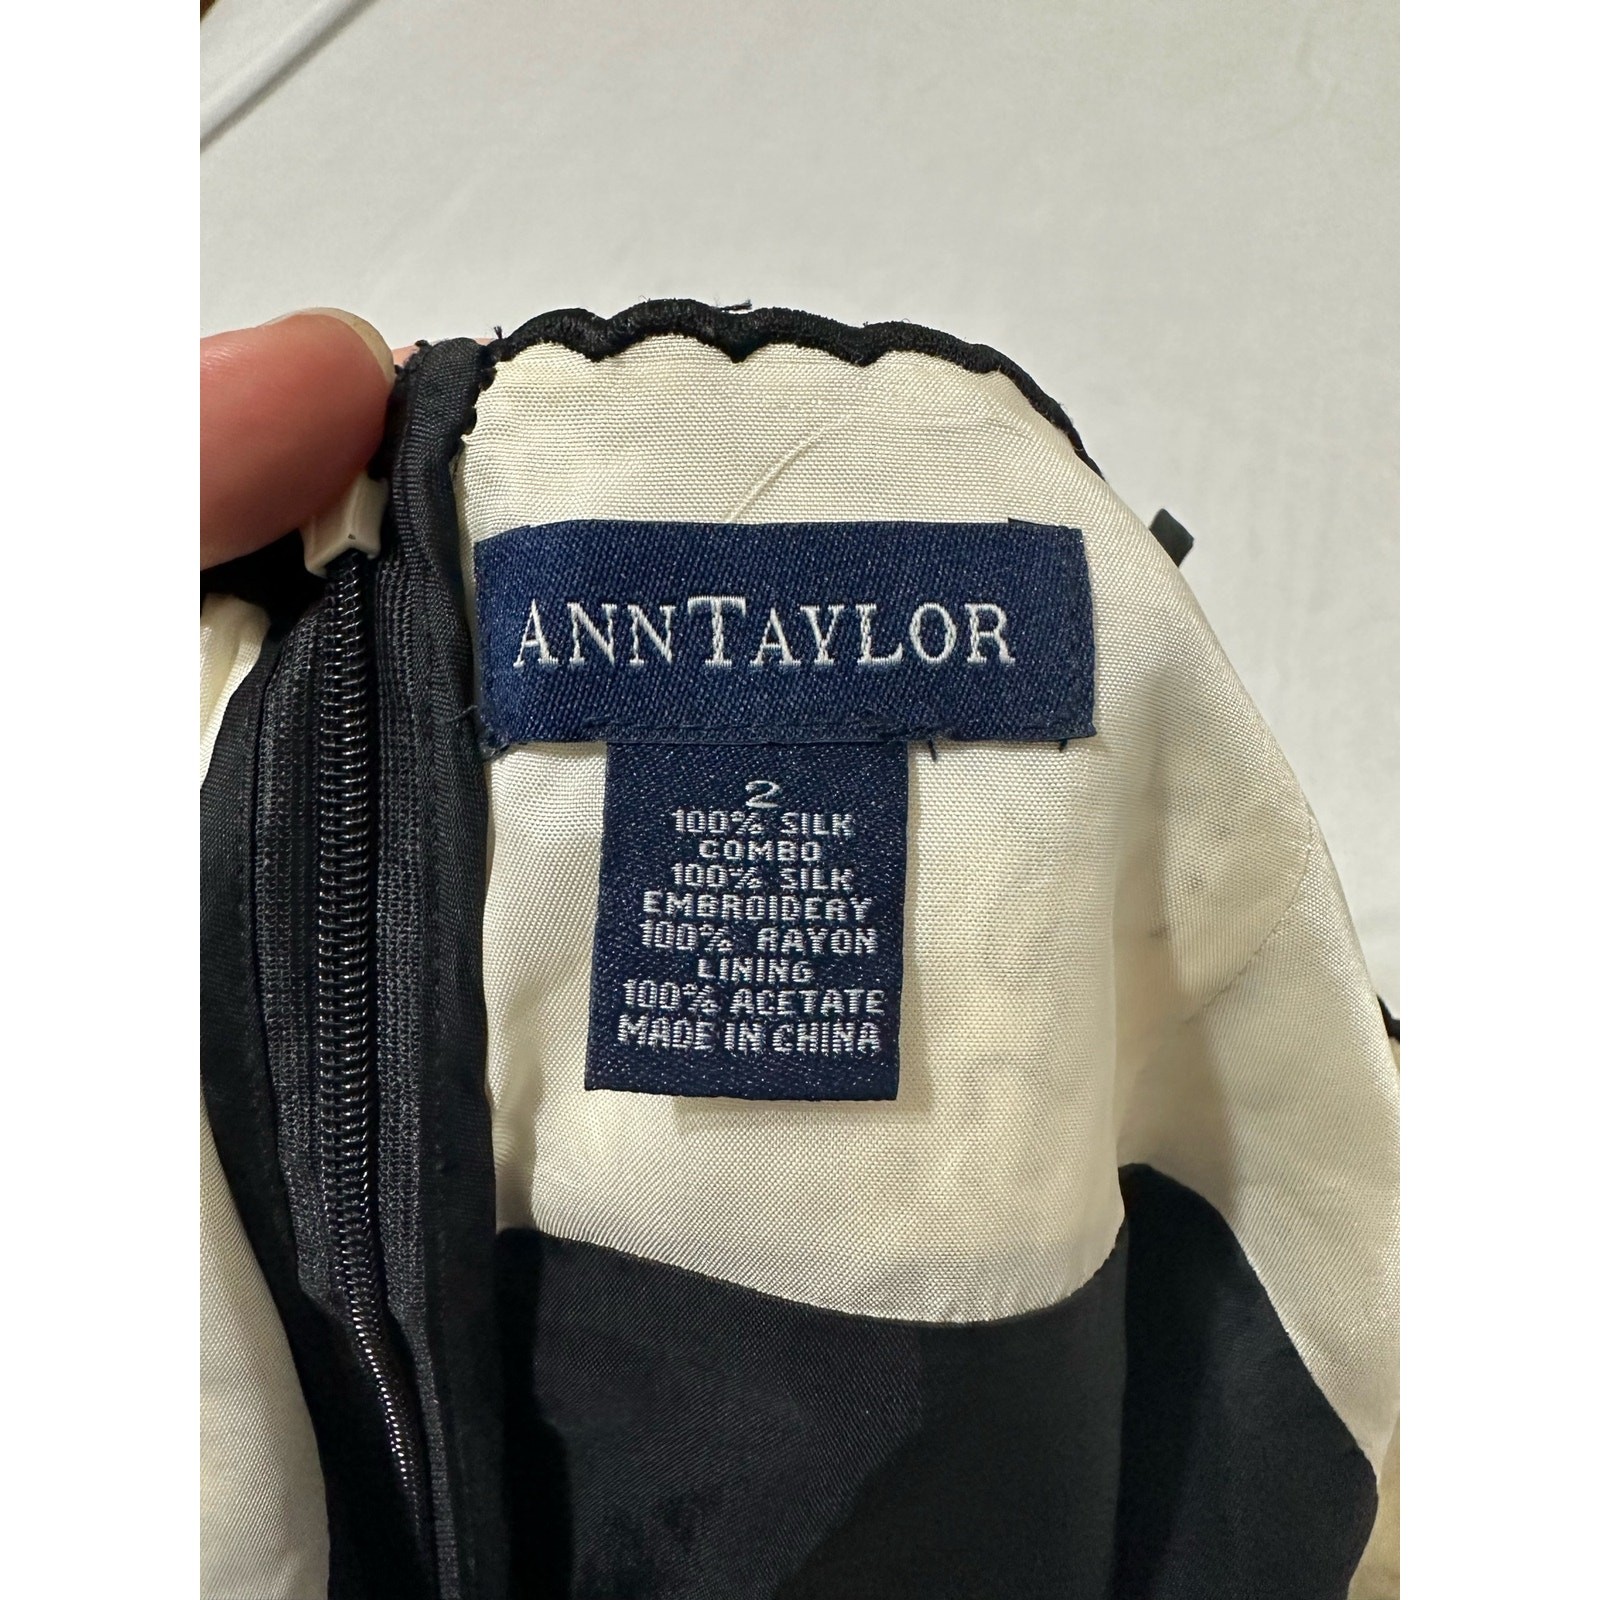 ANNTAYLOR
2
100% SILK
COMBO
100% SILK
EMBROIDERY
100% RAYON
LINING
100% ACETATE
MADE IN CHINA